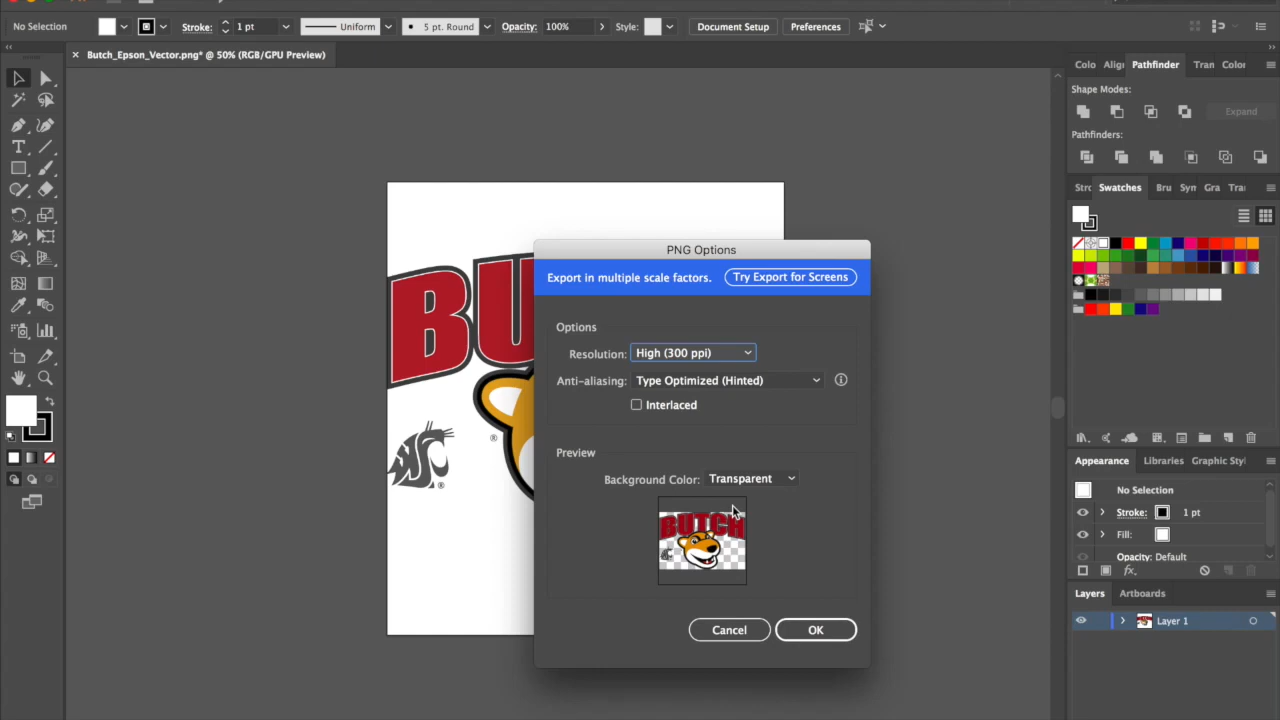 No Selection
Stroke:
1 pt
Uniform
5 pt. Round
Opacity:
100%
Style:
Document Setup
Preferences
Butch_Epson_Vector.png* @ 50% (RGB/GPU Preview)
Colo
Alig
Pathfinder
Tran
Color
Shape Modes:
Expand
Pathfinders:
Stro
Swatches
Bru
Sym
Gra
Tra
BU
®
®
PNG Options
Export in multiple scale factors.
Try Export for Screens
Options
Resolution:
High (300 ppi)
Anti-aliasing:
Type Optimized (Hinted)
Interlaced
Preview
Background Color:
Transparent
BUTCH
Cancel
OK
Appearance
Libraries
Graphic Styl
No Selection
Stroke:
1 pt
Fill:
Opacity: Default
Layers
Artboards
Layer 1